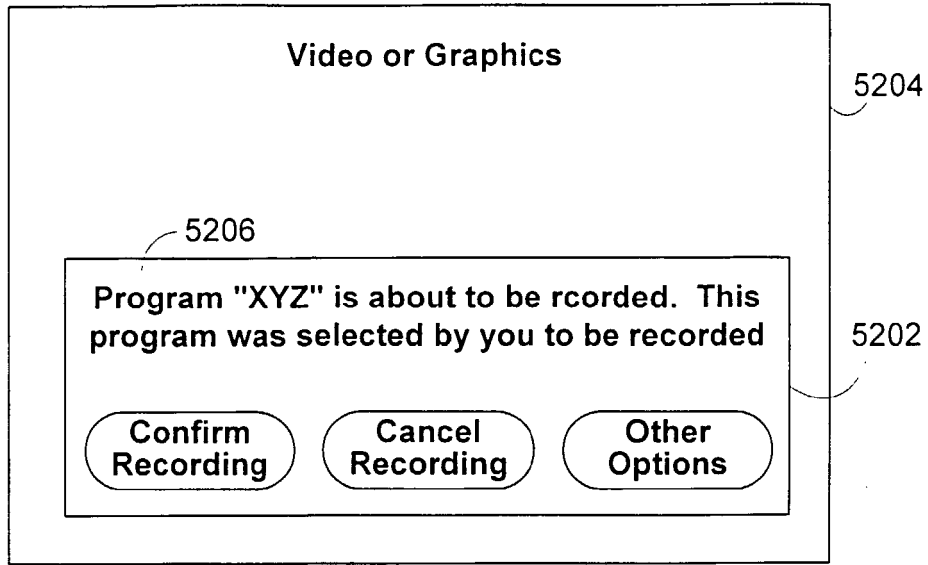 Video or Graphics
5204
5206
Program "XYZ" is about to be rcorded. This
program was selected by you to be recorded
5202
Confirm
Recording
Cancel
Recording
Other
Options